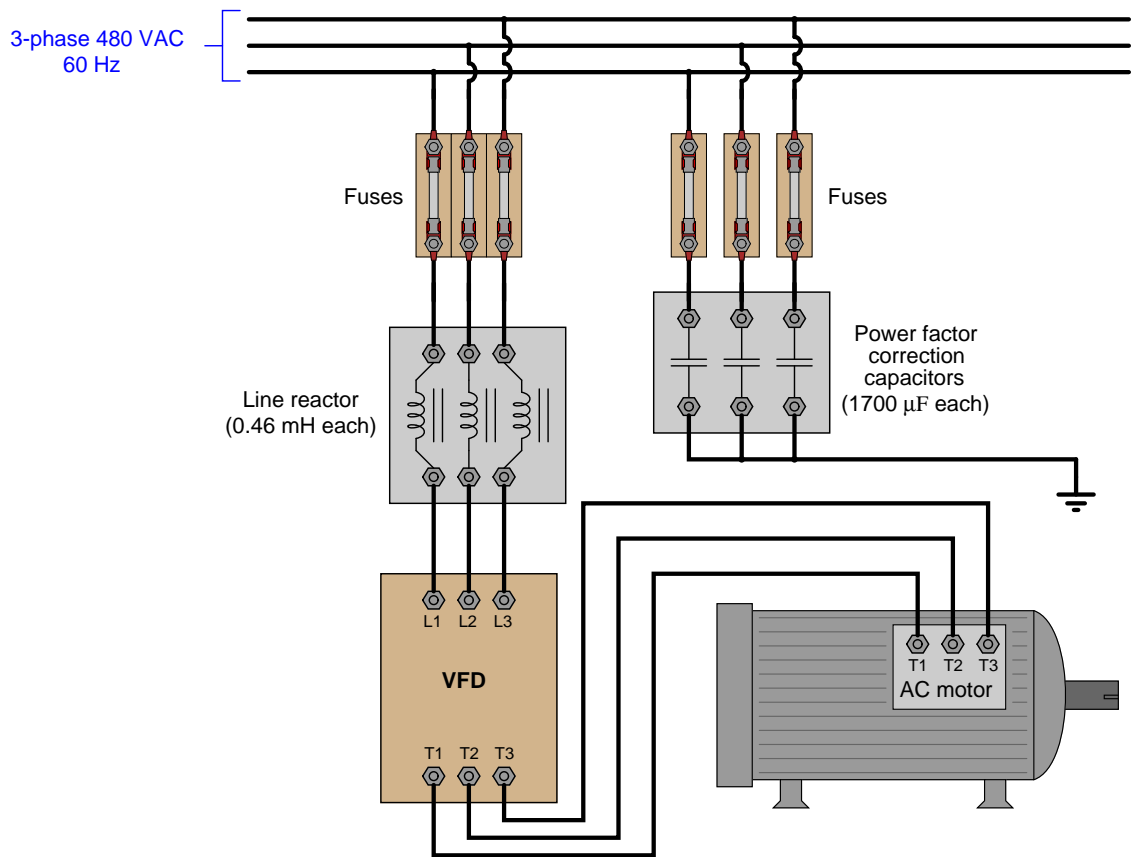 3-phase 480 VAC
60 Hz
Fuses
Fuses
Line reactor
(0.46 mH each)
Power factor
correction
capacitors
(1700 µF each)
L1 L2 L3
VFD
T1 T2 T3
T1 T2 T3
AC motor